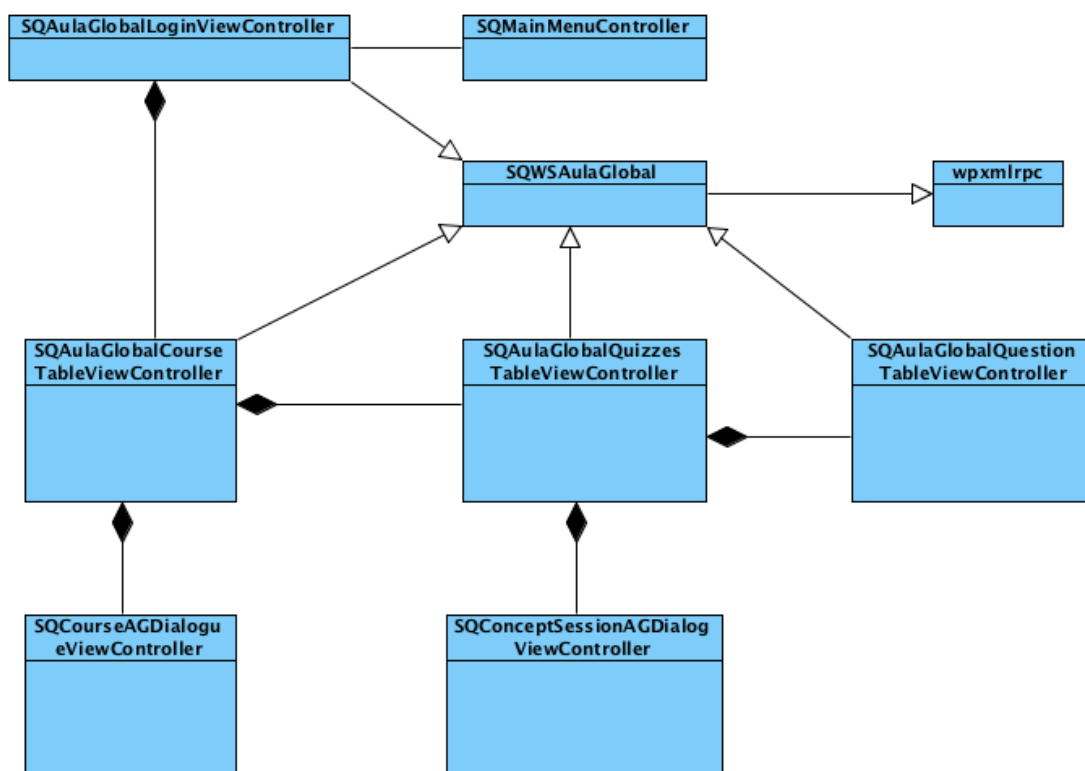 SQAulaGlobalLoginViewController
SQMainMenuController
SQWSAulaGlobal
wpxmlrpc
SQAulaGlobalCourse
TableViewController
SQAulaGlobalQuizzes
TableViewController
SQAulaGlobalQuestion
TableViewController
SQCourseAGDialogu
eViewController
SQConceptSessionAGDialog
ViewController